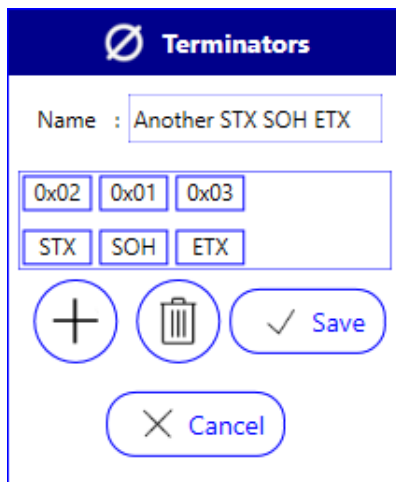 Terminators
Name : Another STX SOH ETX
0x02 0x01 0x03
STX SOH ETX
Save
Cancel